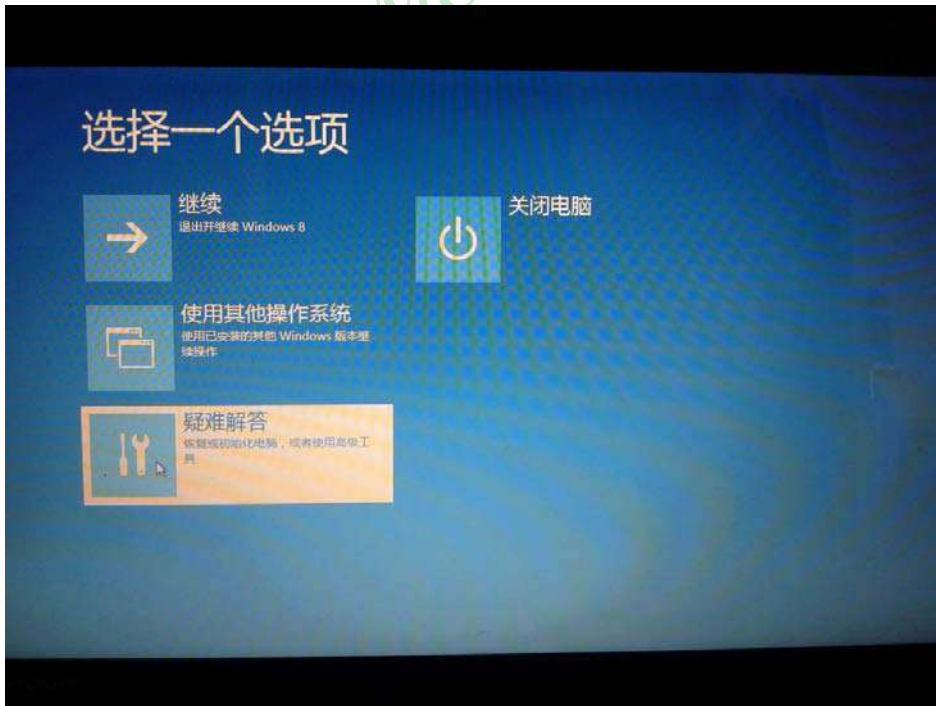 选择一个选项
继续
退出并继续 Windows 8
关闭电脑
使用其他操作系统
使用已安装的其他 Windows 版本继
续操作
疑难解答
恢复或初始化电脑，或者使用高级工
具